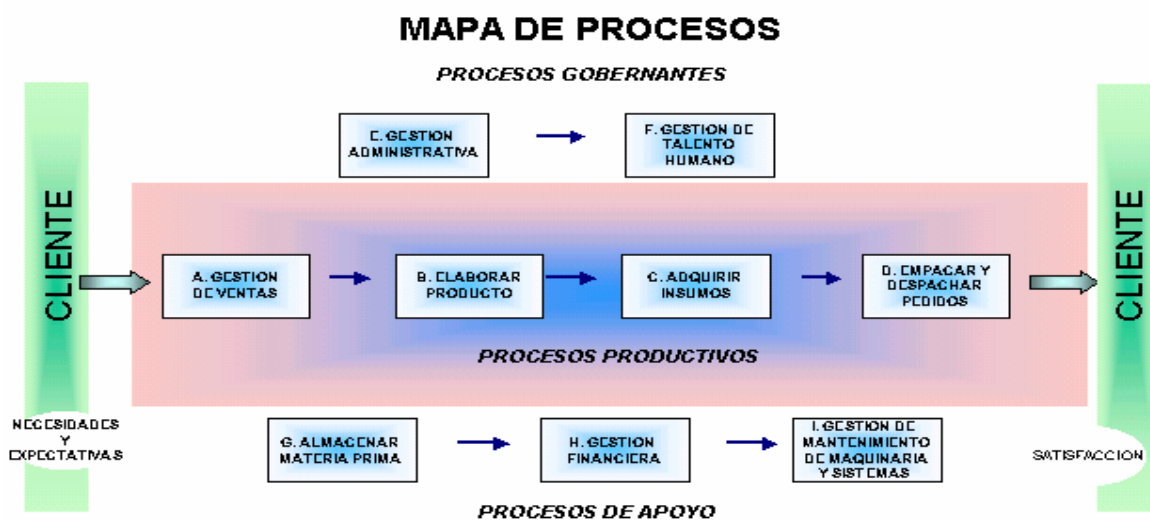 MAPA DE PROCESOS
PROCESOS GOBERNANTES
E. GESTION
ADMINISTRATIVA
F. GESTION DE
TALENTO
HUMANO
CLIENTE
A. GESTION
DE VENTAS
B. ELABORAR
PRODUCTO
C. ADQUIRIR
INSUMOS
D. EMPACAR Y
DESPACHAR
PEDIDOS
CLIENTE
PROCESOS PRODUCTIVOS
NECESIDADES
Y
EXPECTATIVAS
G. ALMACENAR
MATERIA PRIMA
H. GESTION
FINANCIERA
I. GESTION DE
MANTENIMIENTO
DE MAQUINARIA
Y SISTEMAS
SATISFACCION
PROCESOS DE APOYO